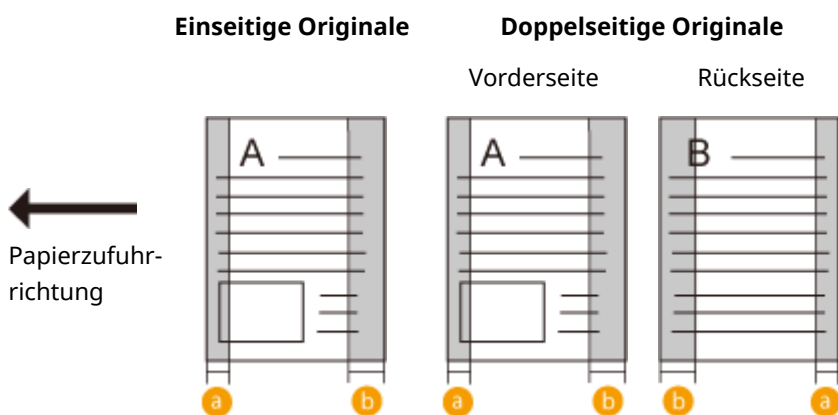 Einseitige Originale
Doppelseitige Originale
Vorderseite
Rückseite
A
A
B
Papierzufuhr-
richtung
a
b
a
b
b
a